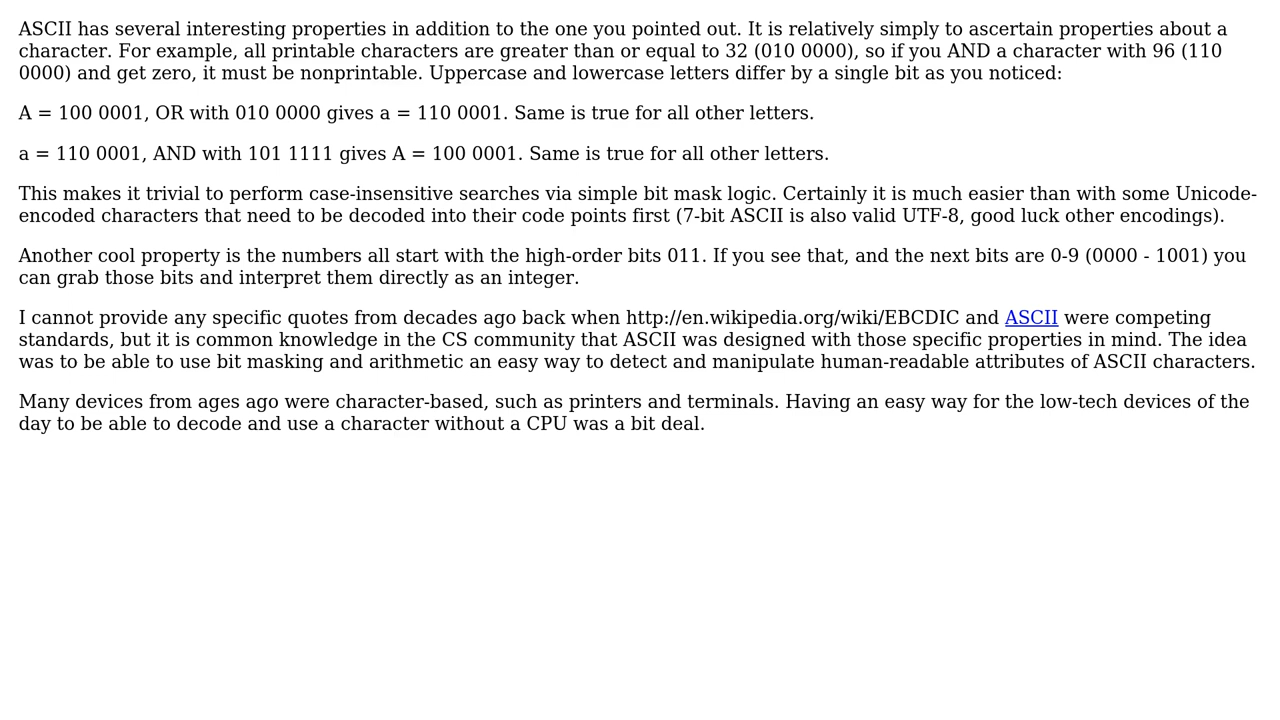 ASCII has several interesting properties in addition to the one you pointed out. It is relatively simply to ascertain properties about a
character. For example, all printable characters are greater than or equal to 32 (010 0000), so if you AND a character with 96 (110
0000) and get zero, it must be nonprintable. Uppercase and lowercase letters differ by a single bit as you noticed:
A = 100 0001, OR with 010 0000 gives a = 110 0001. Same is true for all other letters.
a = 110 0001, AND with 101 1111 gives A = 100 0001. Same is true for all other letters.
This makes it trivial to perform case-insensitive searches via simple bit mask logic. Certainly it is much easier than with some Unicode-
encoded characters that need to be decoded into their code points first (7-bit ASCII is also valid UTF-8, good luck other encodings).
Another cool property is the numbers all start with the high-order bits 011. If you see that, and the next bits are 0-9 (0000 - 1001) you
can grab those bits and interpret them directly as an integer.
I cannot provide any specific quotes from decades ago back when http://en.wikipedia.org/wiki/EBCDIC and ASCII were competing
standards, but it is common knowledge in the CS community that ASCII was designed with those specific properties in mind. The idea
was to be able to use bit masking and arithmetic an easy way to detect and manipulate human-readable attributes of ASCII characters.
Many devices from ages ago were character-based, such as printers and terminals. Having an easy way for the low-tech devices of the
day to be able to decode and use a character without a CPU was a bit deal.